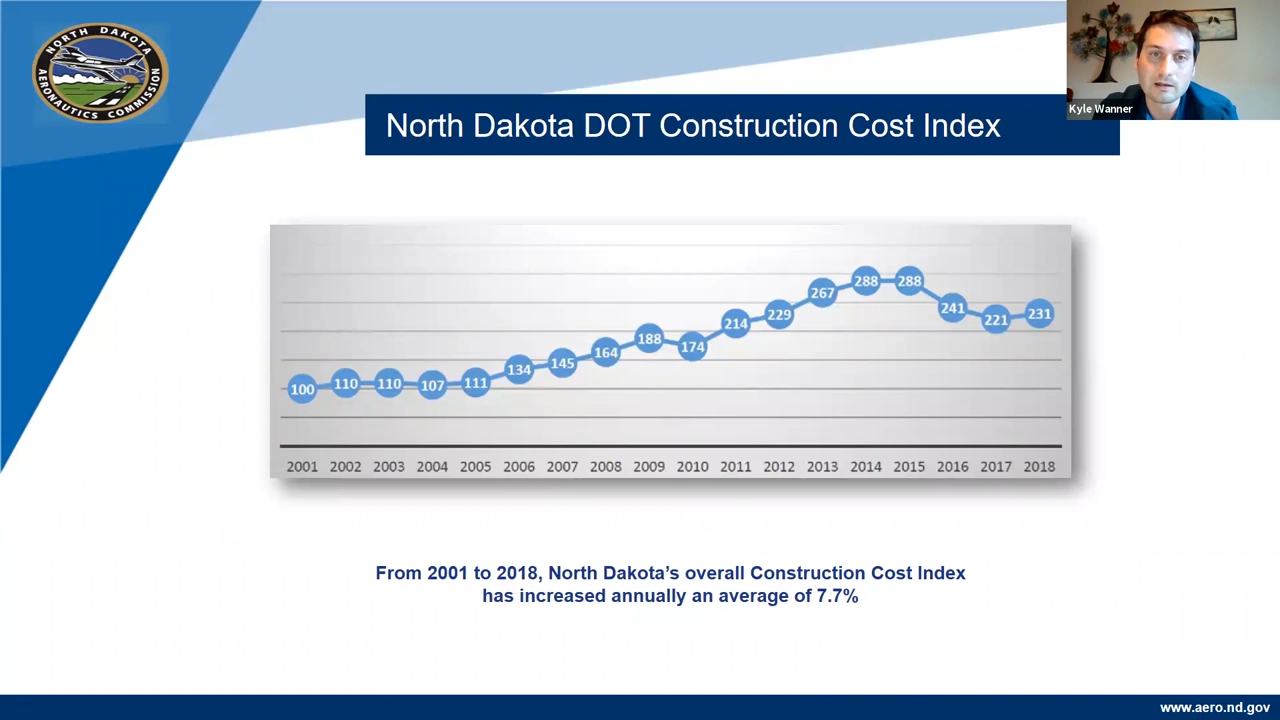 NORTH DAKOTA
AERONAUTICS COMMISSION
Kyle Wanner
North Dakota DOT Construction Cost Index
100 110 110 107 111 134 145 164 188 174 214 229 267 288 288 241 221 231
2001 2002 2003 2004 2005 2006 2007 2008 2009 2010 2011 2012 2013 2014 2015 2016 2017 2018
From 2001 to 2018, North Dakota’s overall Construction Cost Index
has increased annually an average of 7.7%
www.aero.nd.gov